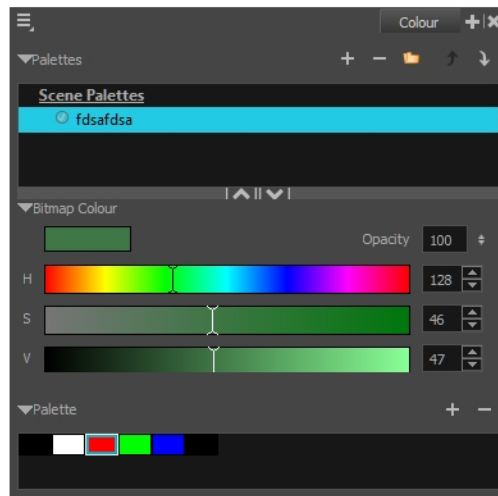 Colour
Palettes
Scene Palettes
fdsafdsa
Bitmap Colour
Opacity 100
H 128
S 46
V 47
Palette